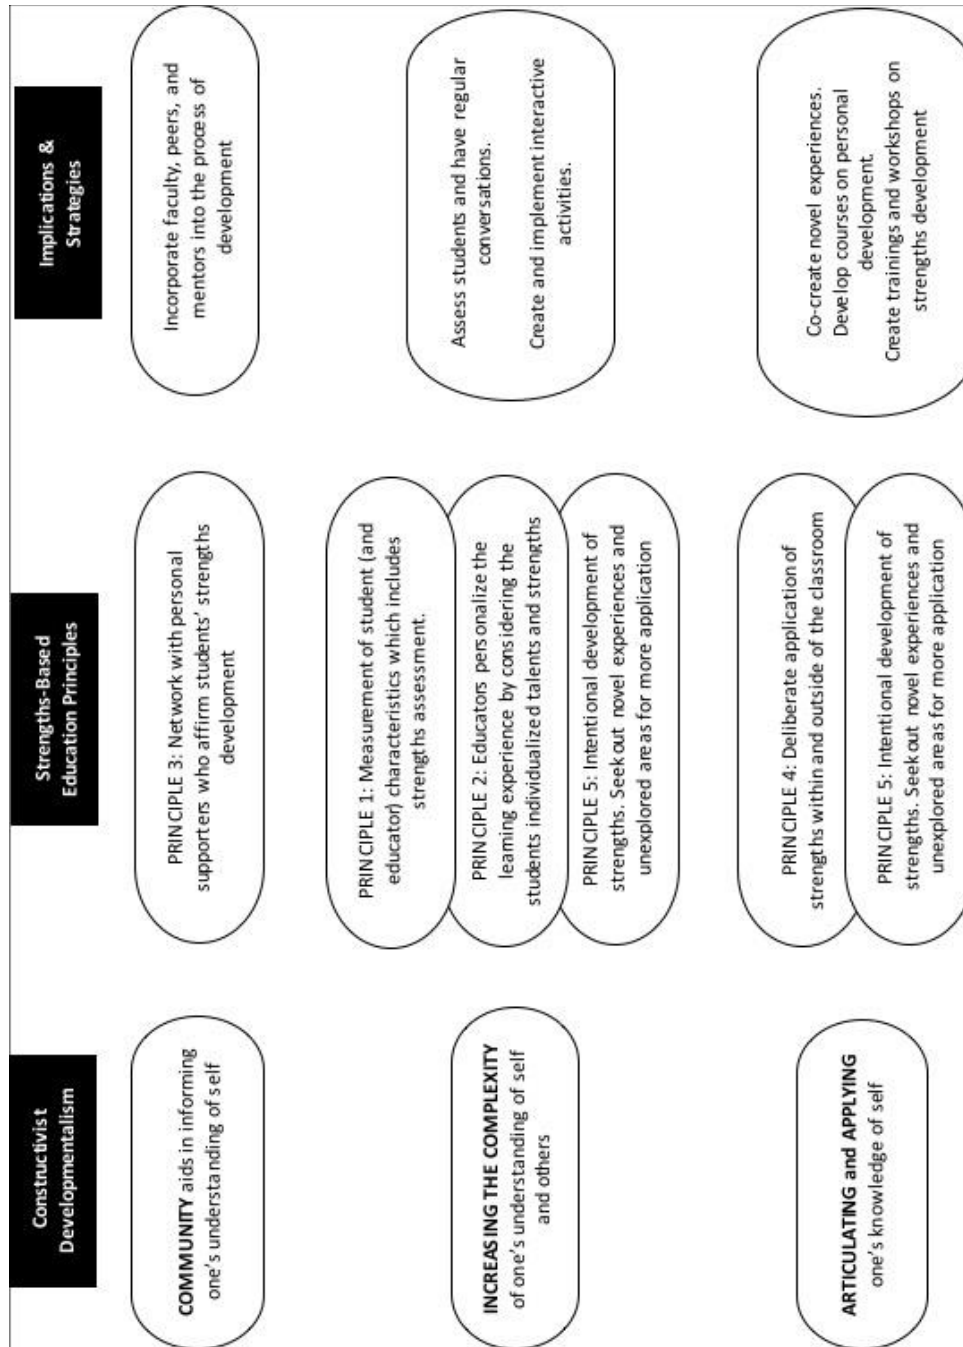 Constructivist
Developmentalism
Strengths-Based
Education Principles
Implications &
Strategies
COMMUNITY aids in informing
one's understanding of self
PRINCIPLE 3: Network with personal
supporters who affirm students' strengths
development
Incorporate faculty, peers, and
mentors into the process of
development
INCREASING THE COMPLEXITY
of one's understanding of self
and others
PRINCIPLE 1: Measurement of student (and
educator) characteristics which includes
strengths assessment.
PRINCIPLE 2: Educators personalize the
learning experience by considering the
students individualized talents and strengths
PRINCIPLE 5: Intentional development of
strengths. Seek out novel experiences and
unexplored areas for more application
Assess students and have regular
conversations.
Create and implement interactive
activities.
ARTICULATING and APPLYING
one's knowledge of self
PRINCIPLE 4: Deliberate application of
strengths within and outside of the classroom
PRINCIPLE 5: Intentional development of
strengths. Seek out novel experiences and
unexplored areas for more application
Co-create novel experiences.
Develop courses on personal
development.
Create trainings and workshops on
strengths development